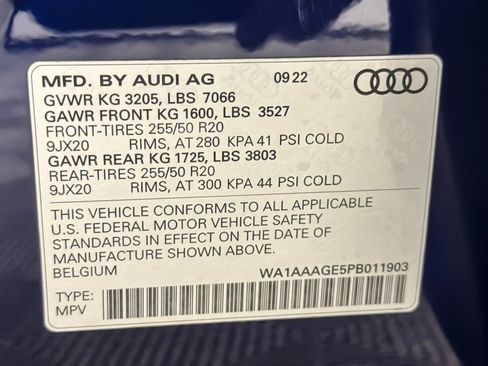 MFD. BY AUDI AG 09 22
GVWR KG 3205, LBS 7066
GAWR FRONT KG 1600, LBS 3527
FRONT-TIRES 255/50 R20
9JX20 RIMS, AT 280 KPA 41 PSI COLD
GAWR REAR KG 1725, LBS 3803
REAR-TIRES 255/50 R20
9JX20 RIMS, AT 300 KPA 44 PSI COLD
THIS VEHICLE CONFORMS TO ALL APPLICABLE
U.S. FEDERAL MOTOR VEHICLE SAFETY
STANDARDS IN EFFECT ON THE DATE OF
MANUFACTURE SHOWN ABOVE.
BELGIUM WA1AAAGE5PB011903
TYPE:
MPV